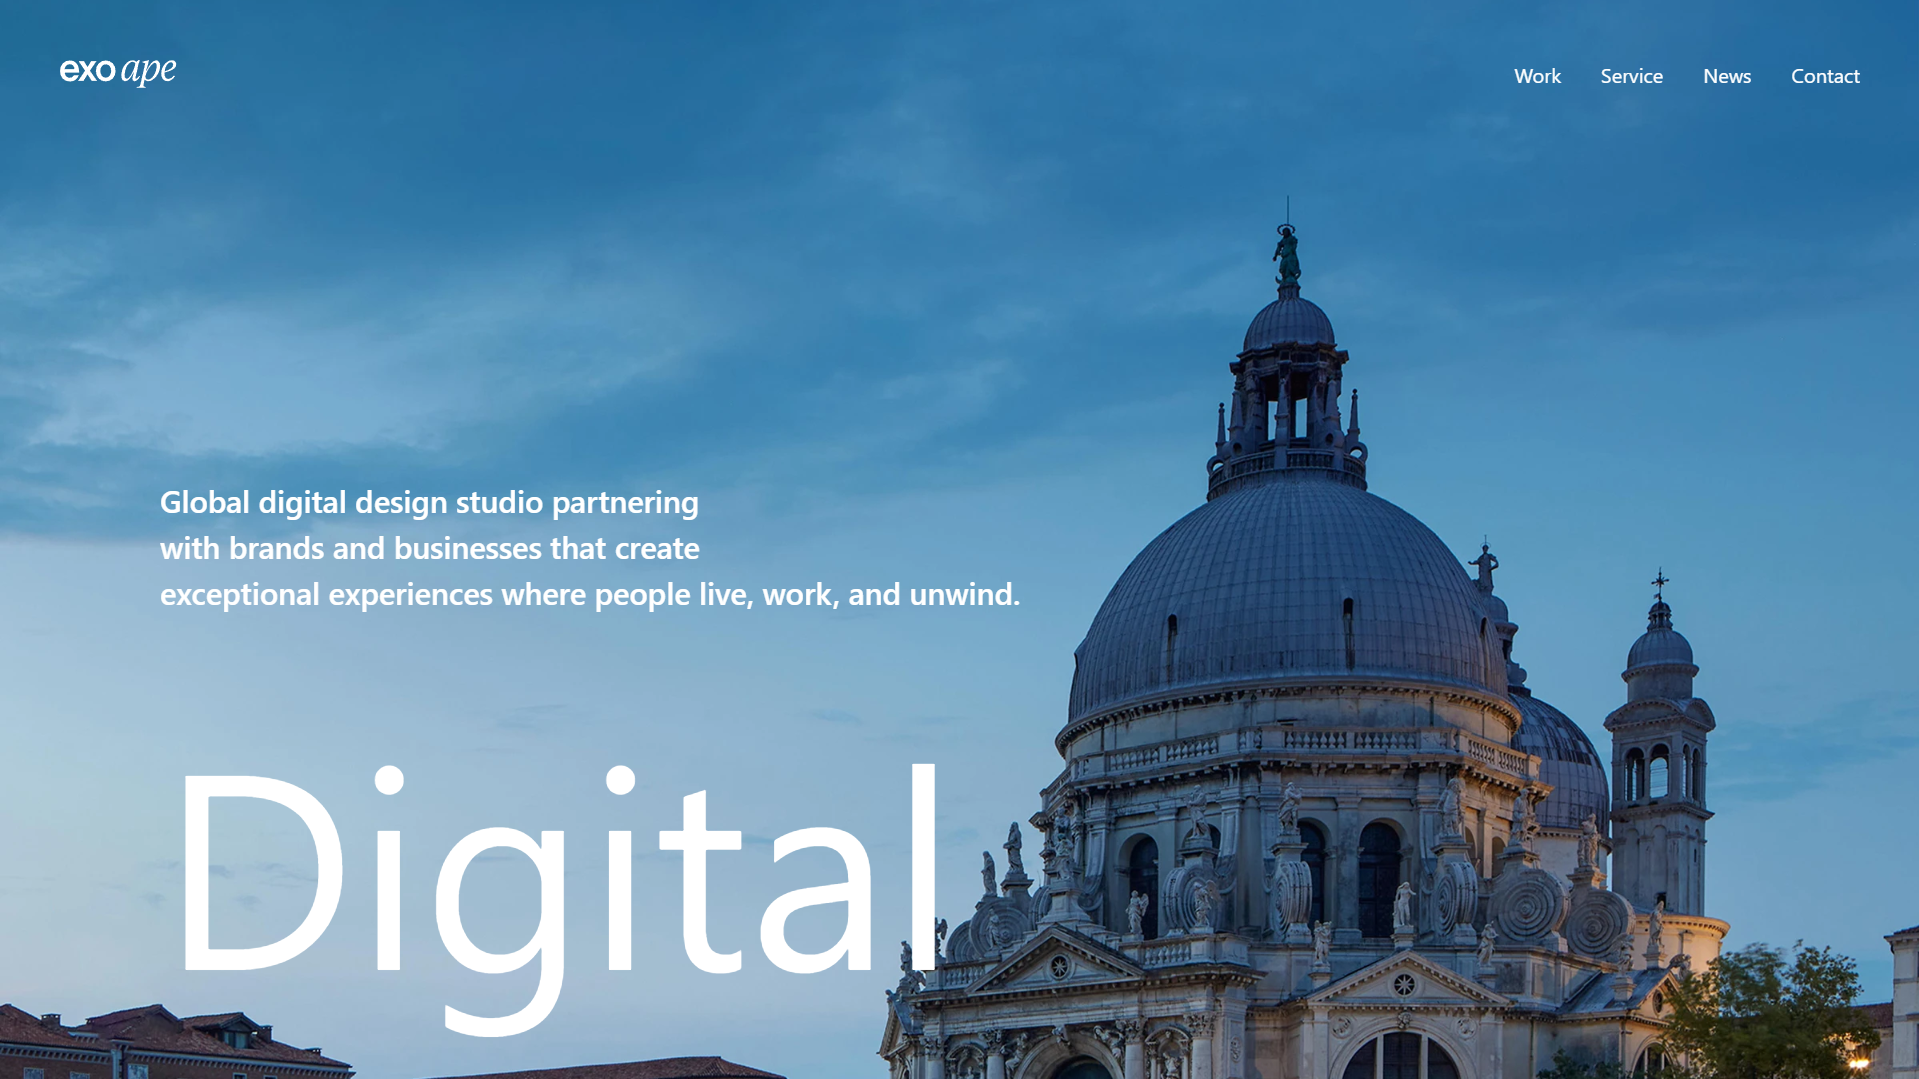 exo ape
Work Service News Contact
Global digital design studio partnering
with brands and businesses that create
exceptional experiences where people live, work, and unwind.
Digital